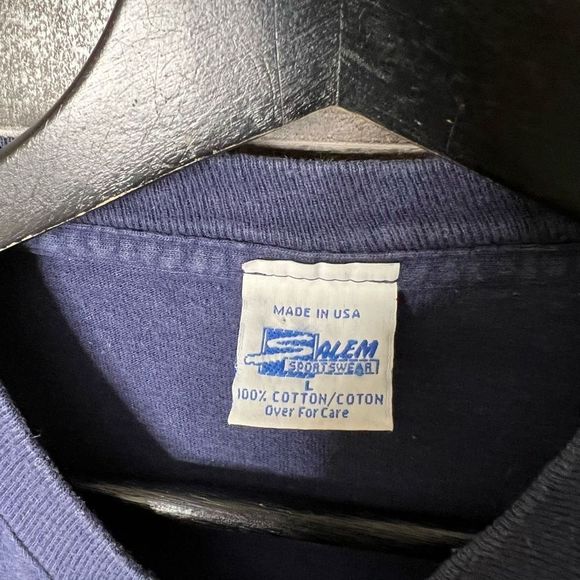 MADE IN USA
SALEM
SPORTSWEAR
L
100% COTTON/COTON
Over For Care